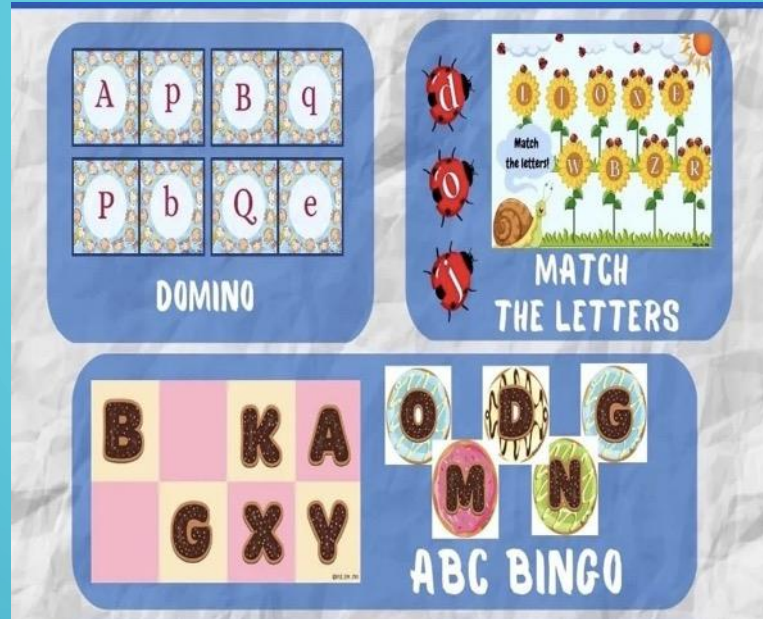 A p B q
P b Q e
DOMINO
d
o
j
Match
the letters!
J O X F
W B Z R
MATCH
THE LETTERS
B K A
G X Y
O D G
M N
ABC BINGO